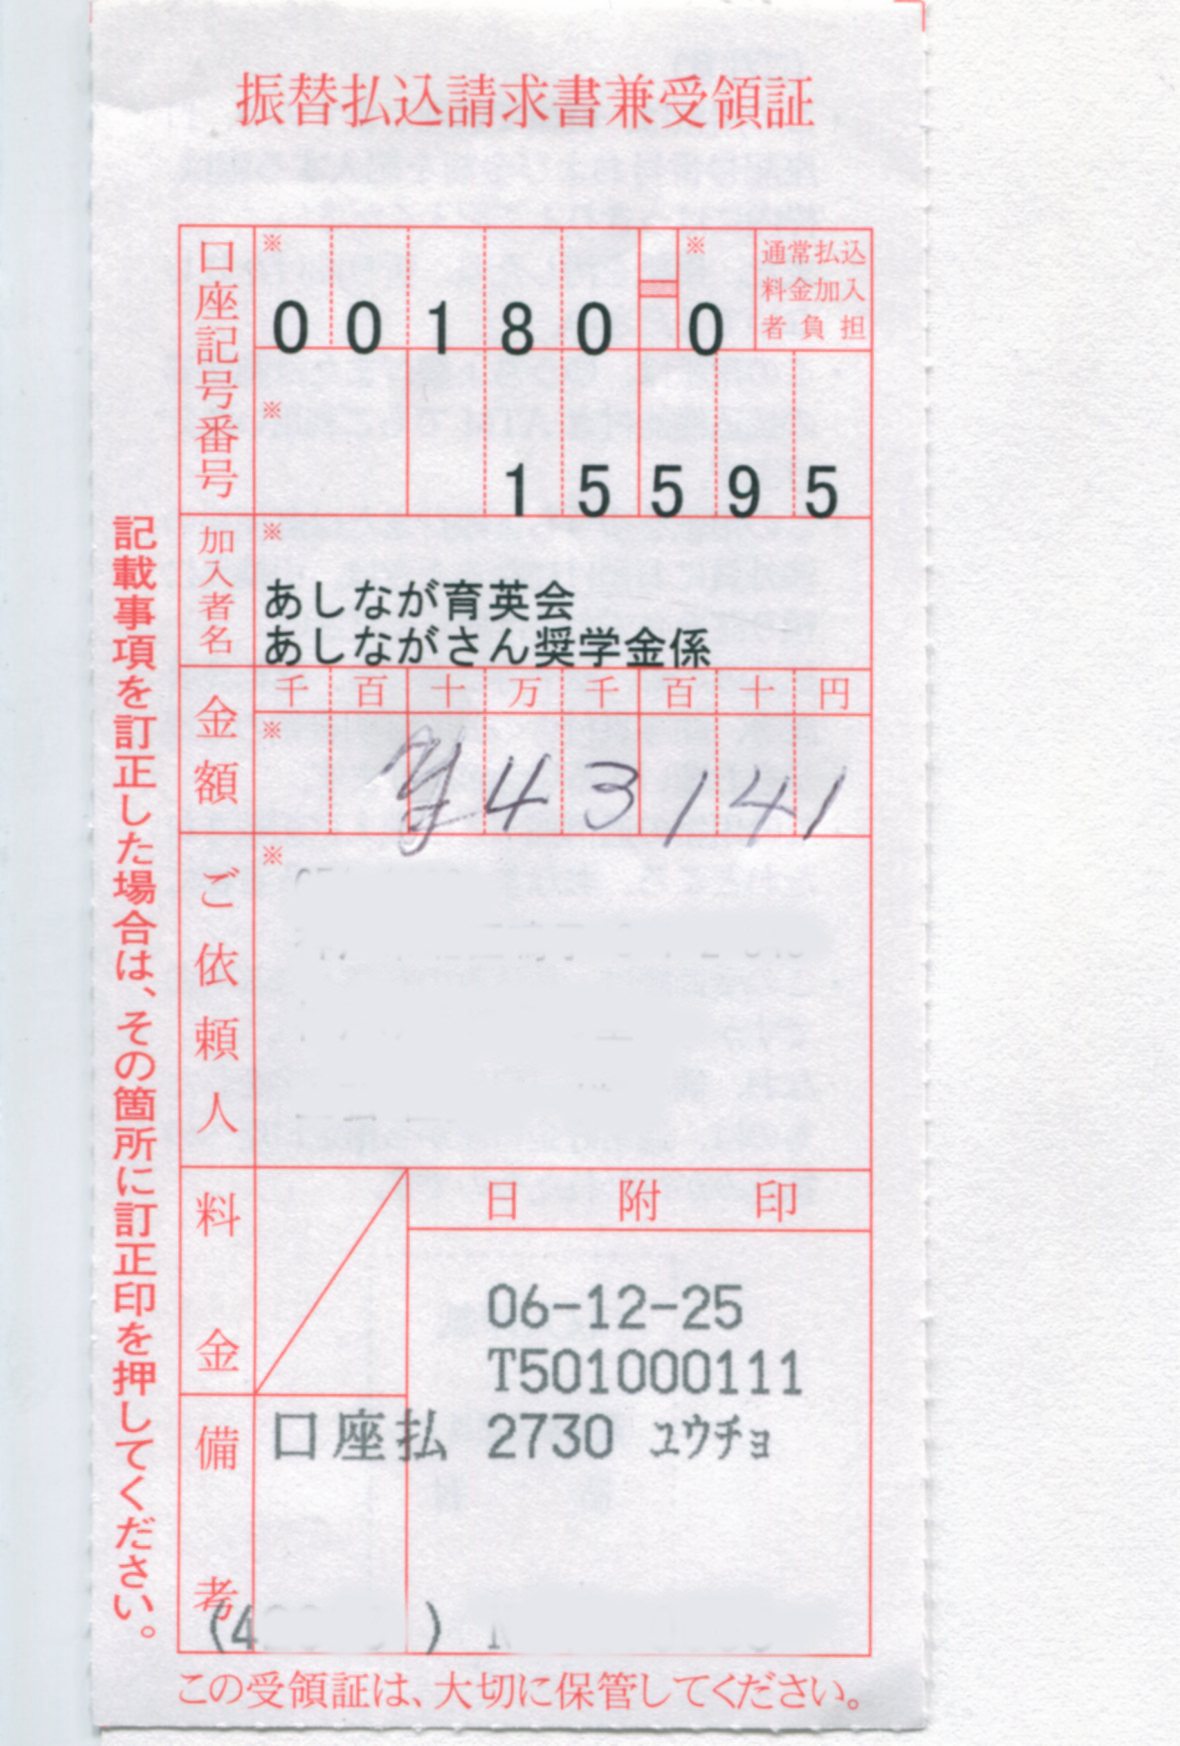 振替払込請求書兼受領証
口座記号番号
※ ※
00180-0
通常払込
料金加入
者負担
※
15595
加入者名
※
あしなが育英会
あしながさん奨学金係
金額
千百十万千百十円
※
¥43141
ご依頼人
※
料金
日附印
06-12-25
T501000111
備考
口座払 2730 ユウチョ
(4 )
この受領証は、大切に保管してください。
記載事項を訂正した場合は、その箇所に訂正印を押してください。